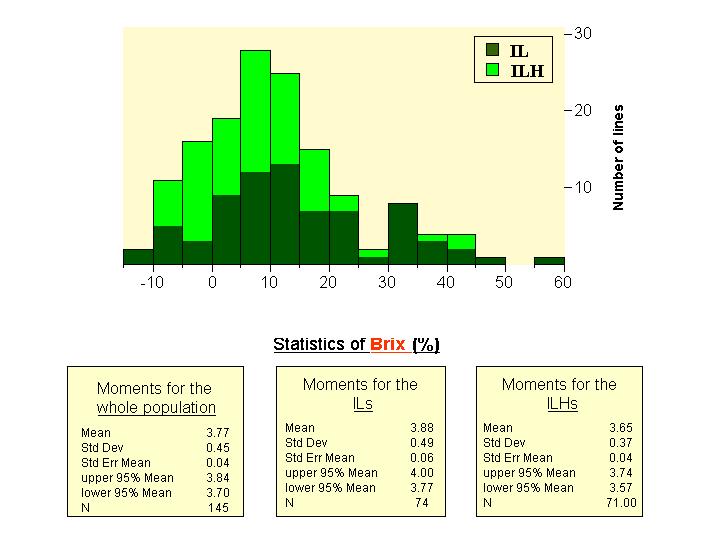 30
IL
ILH
20
10
Number of lines
-10 0 10 20 30 40 50 60
Statistics of Brix (%)
Moments for the
whole population
Mean 3.77
Std Dev 0.45
Std Err Mean 0.04
upper 95% Mean 3.84
lower 95% Mean 3.70
N 145
Moments for the
ILs
Mean 3.88
Std Dev 0.49
Std Err Mean 0.06
upper 95% Mean 4.00
lower 95% Mean 3.77
N 74
Moments for the
ILHs
Mean 3.65
Std Dev 0.37
Std Err Mean 0.04
upper 95% Mean 3.74
lower 95% Mean 3.57
N 71.00